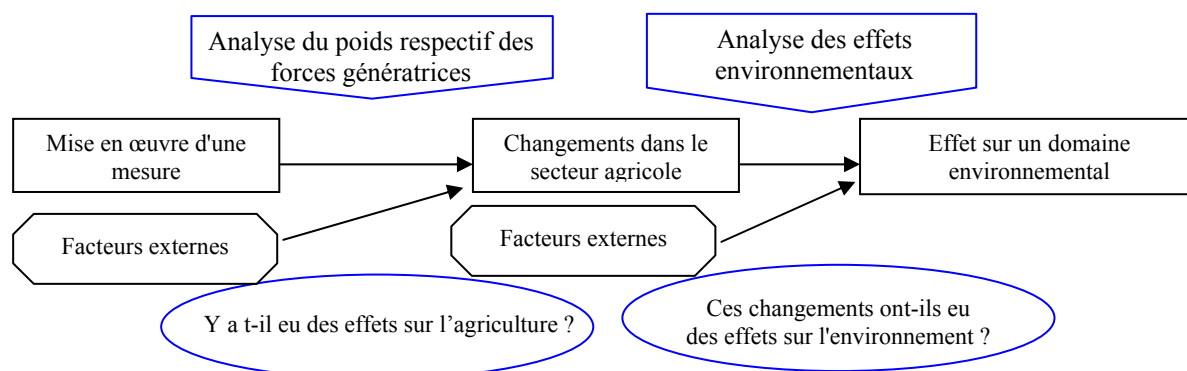 Analyse du poids respectif des
forces génératrices
Analyse des effets
environnementaux
Mise en œuvre d'une
mesure
Changements dans le
secteur agricole
Effet sur un domaine
environnemental
Facteurs externes
Facteurs externes
Y a t-il eu des effets sur l’agriculture ?
Ces changements ont-ils eu
des effets sur l'environnement ?